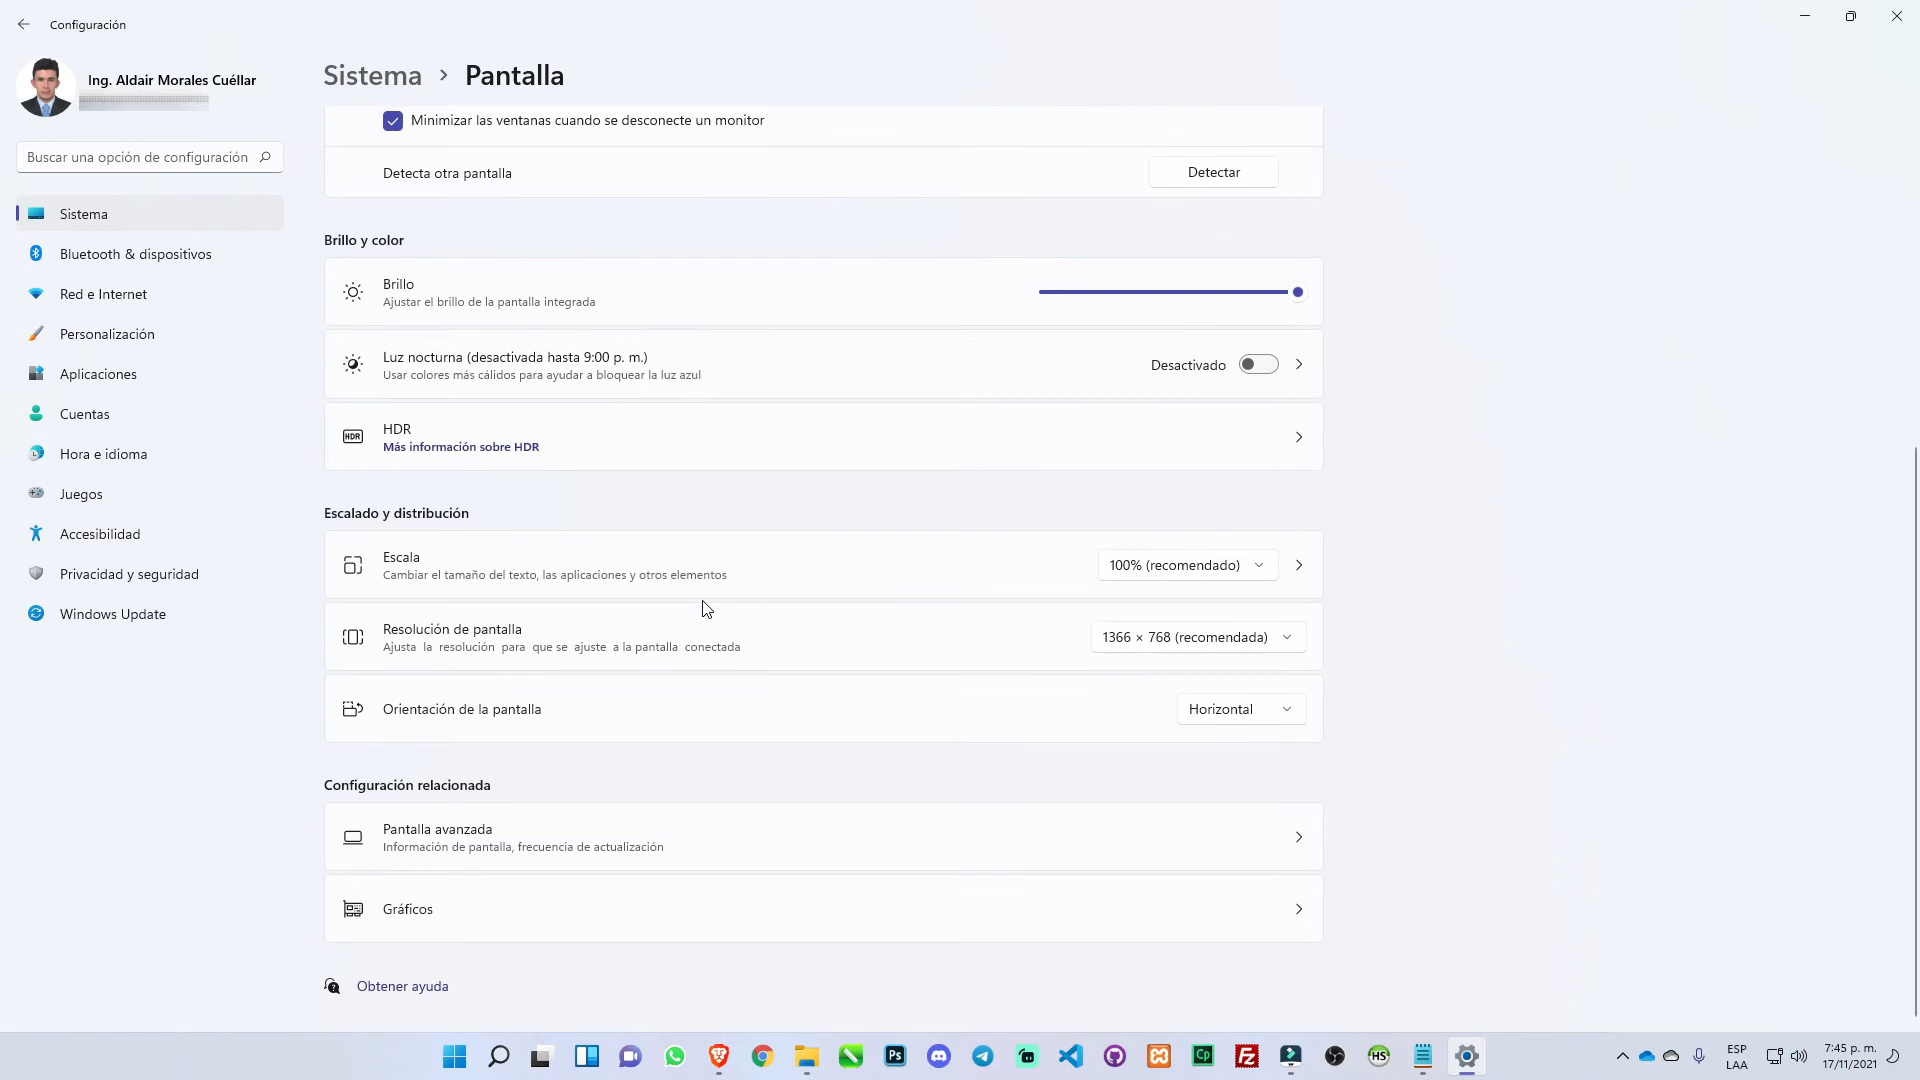 Configuración
Ing. Aldair Morales Cuéllar
Buscar una opción de configuración
Sistema
Bluetooth & dispositivos
Red e Internet
Personalización
Aplicaciones
Cuentas
Hora e idioma
Juegos
Accesibilidad
Privacidad y seguridad
Windows Update
Sistema > Pantalla
Minimizar las ventanas cuando se desconecte un monitor
Detecta otra pantalla
Detectar
Brillo y color
Brillo
Ajustar el brillo de la pantalla integrada
Luz nocturna (desactivada hasta 9:00 p. m.)
Usar colores más cálidos para ayudar a bloquear la luz azul
Desactivado
HDR
HDR
Más información sobre HDR
Escalado y distribución
Escala
Cambiar el tamaño del texto, las aplicaciones y otros elementos
100% (recomendado)
Resolución de pantalla
Ajusta la resolución para que se ajuste a la pantalla conectada
1366 × 768 (recomendada)
Orientación de la pantalla
Horizontal
Configuración relacionada
Pantalla avanzada
Información de pantalla, frecuencia de actualización
Gráficos
Obtener ayuda
Ps
Cp
FZ
HS
ESP
LAA
7:45 p. m.
17/11/2021